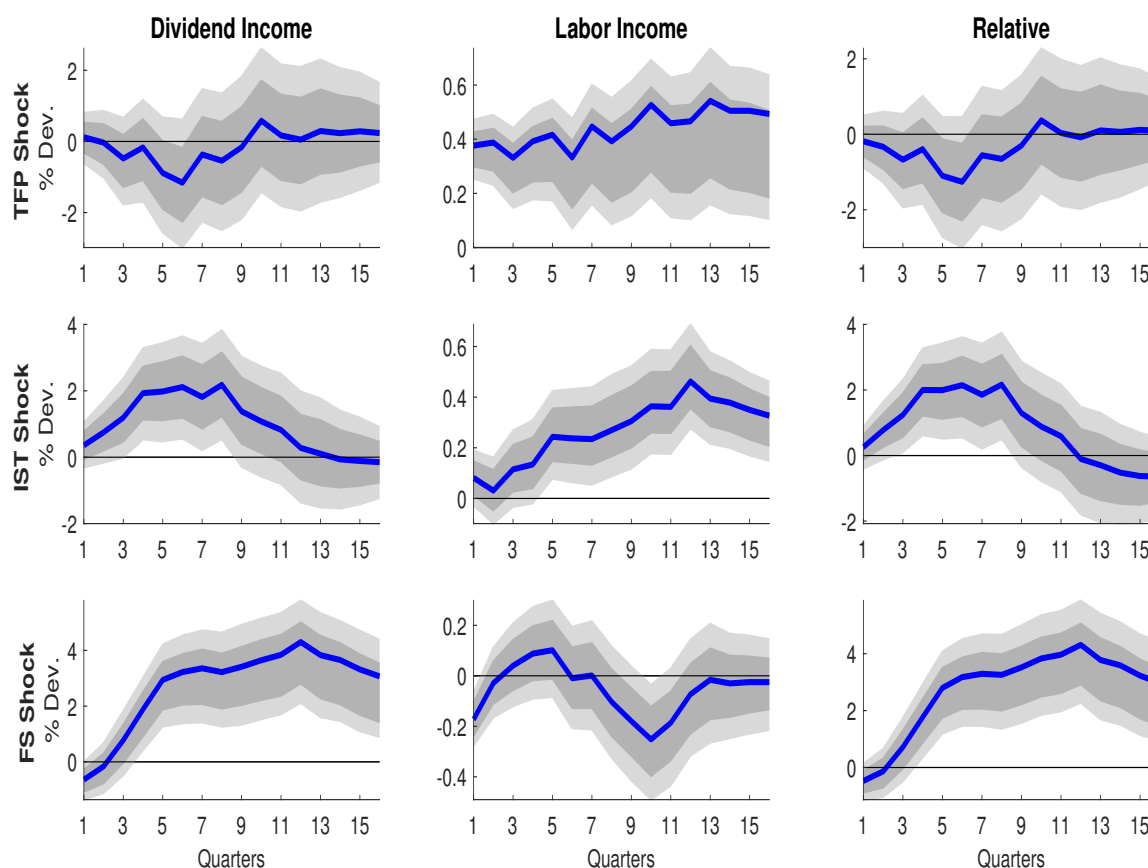 Dividend Income
Labor Income
Relative
TFP Shock
% Dev.
2
0
-2
1 3 5 7 9 11 13 15
0.6
0.4
0.2
0
1 3 5 7 9 11 13 15
2
0
-2
1 3 5 7 9 11 13 15
IST Shock
% Dev.
4
2
0
-2
1 3 5 7 9 11 13 15
0.6
0.4
0.2
0
1 3 5 7 9 11 13 15
4
2
0
-2
1 3 5 7 9 11 13 15
FS Shock
% Dev.
4
2
0
1 3 5 7 9 11 13 15
Quarters
0.2
0
-0.2
-0.4
1 3 5 7 9 11 13 15
Quarters
4
2
0
1 3 5 7 9 11 13 15
Quarters